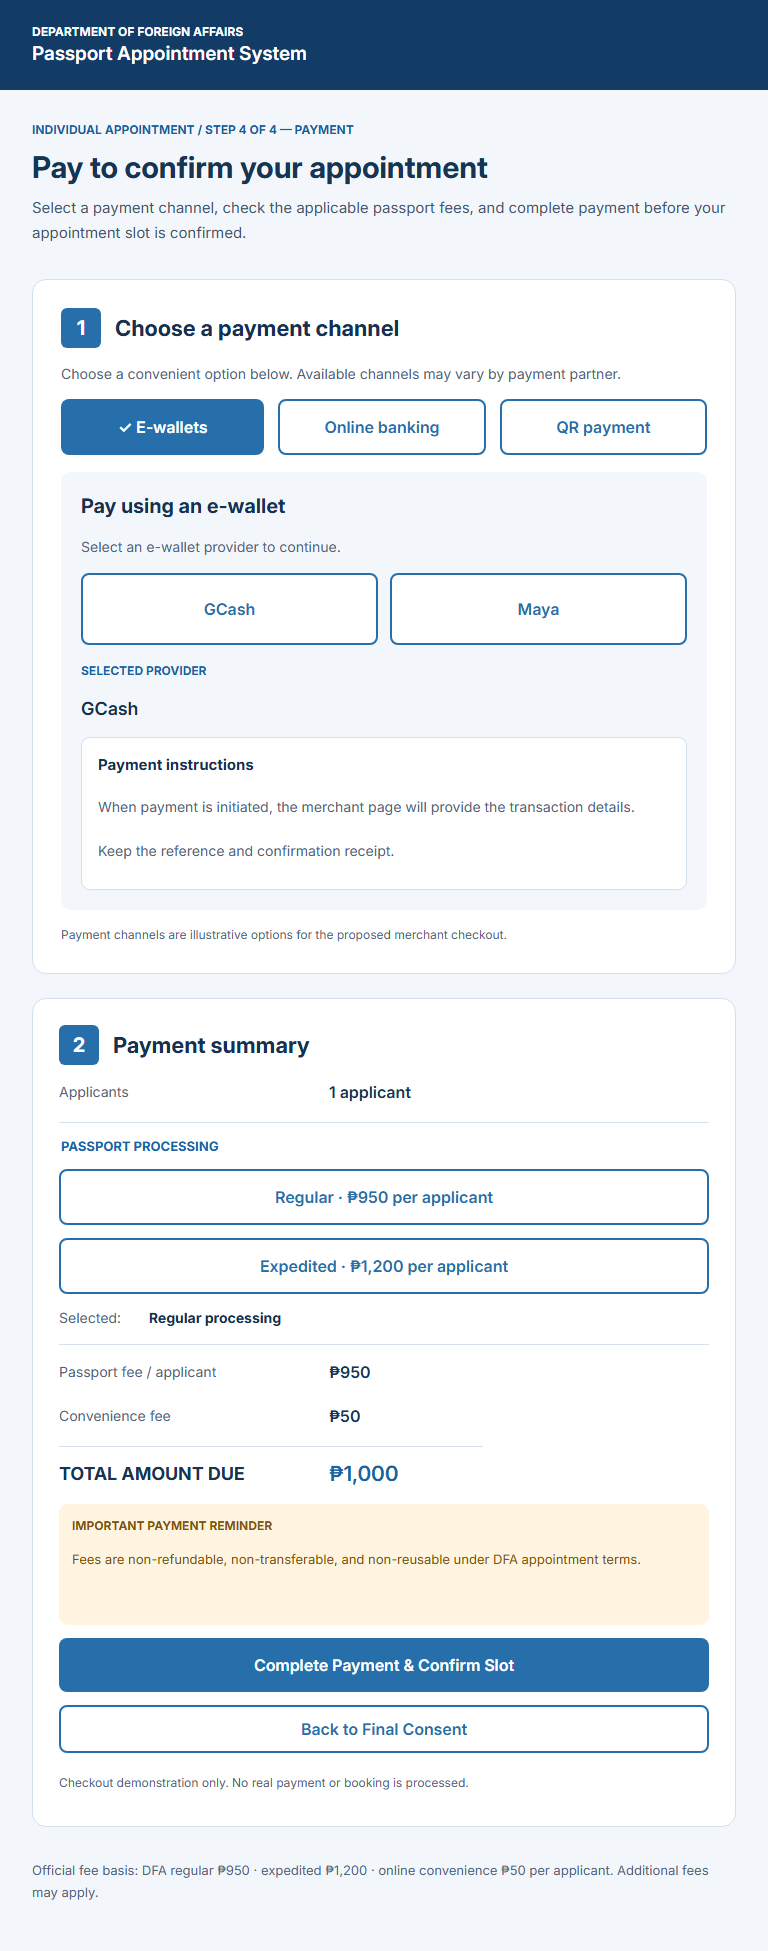 DEPARTMENT OF FOREIGN AFFAIRS
Passport Appointment System
INDIVIDUAL APPOINTMENT / STEP 4 OF 4 — PAYMENT
Pay to confirm your appointment
Select a payment channel, check the applicable passport fees, and complete payment before your
appointment slot is confirmed.
1 Choose a payment channel
Choose a convenient option below. Available channels may vary by payment partner.
✓ E-wallets Online banking QR payment
Pay using an e-wallet
Select an e-wallet provider to continue.
GCash Maya
SELECTED PROVIDER
GCash
Payment instructions
When payment is initiated, the merchant page will provide the transaction details.
Keep the reference and confirmation receipt.
Payment channels are illustrative options for the proposed merchant checkout.
2 Payment summary
Applicants 1 applicant
PASSPORT PROCESSING
Regular · ₱950 per applicant
Expedited · ₱1,200 per applicant
Selected: Regular processing
Passport fee / applicant ₱950
Convenience fee ₱50
TOTAL AMOUNT DUE ₱1,000
IMPORTANT PAYMENT REMINDER
Fees are non-refundable, non-transferable, and non-reusable under DFA appointment terms.
Complete Payment & Confirm Slot
Back to Final Consent
Checkout demonstration only. No real payment or booking is processed.
Official fee basis: DFA regular ₱950 · expedited ₱1,200 · online convenience ₱50 per applicant. Additional fees
may apply.